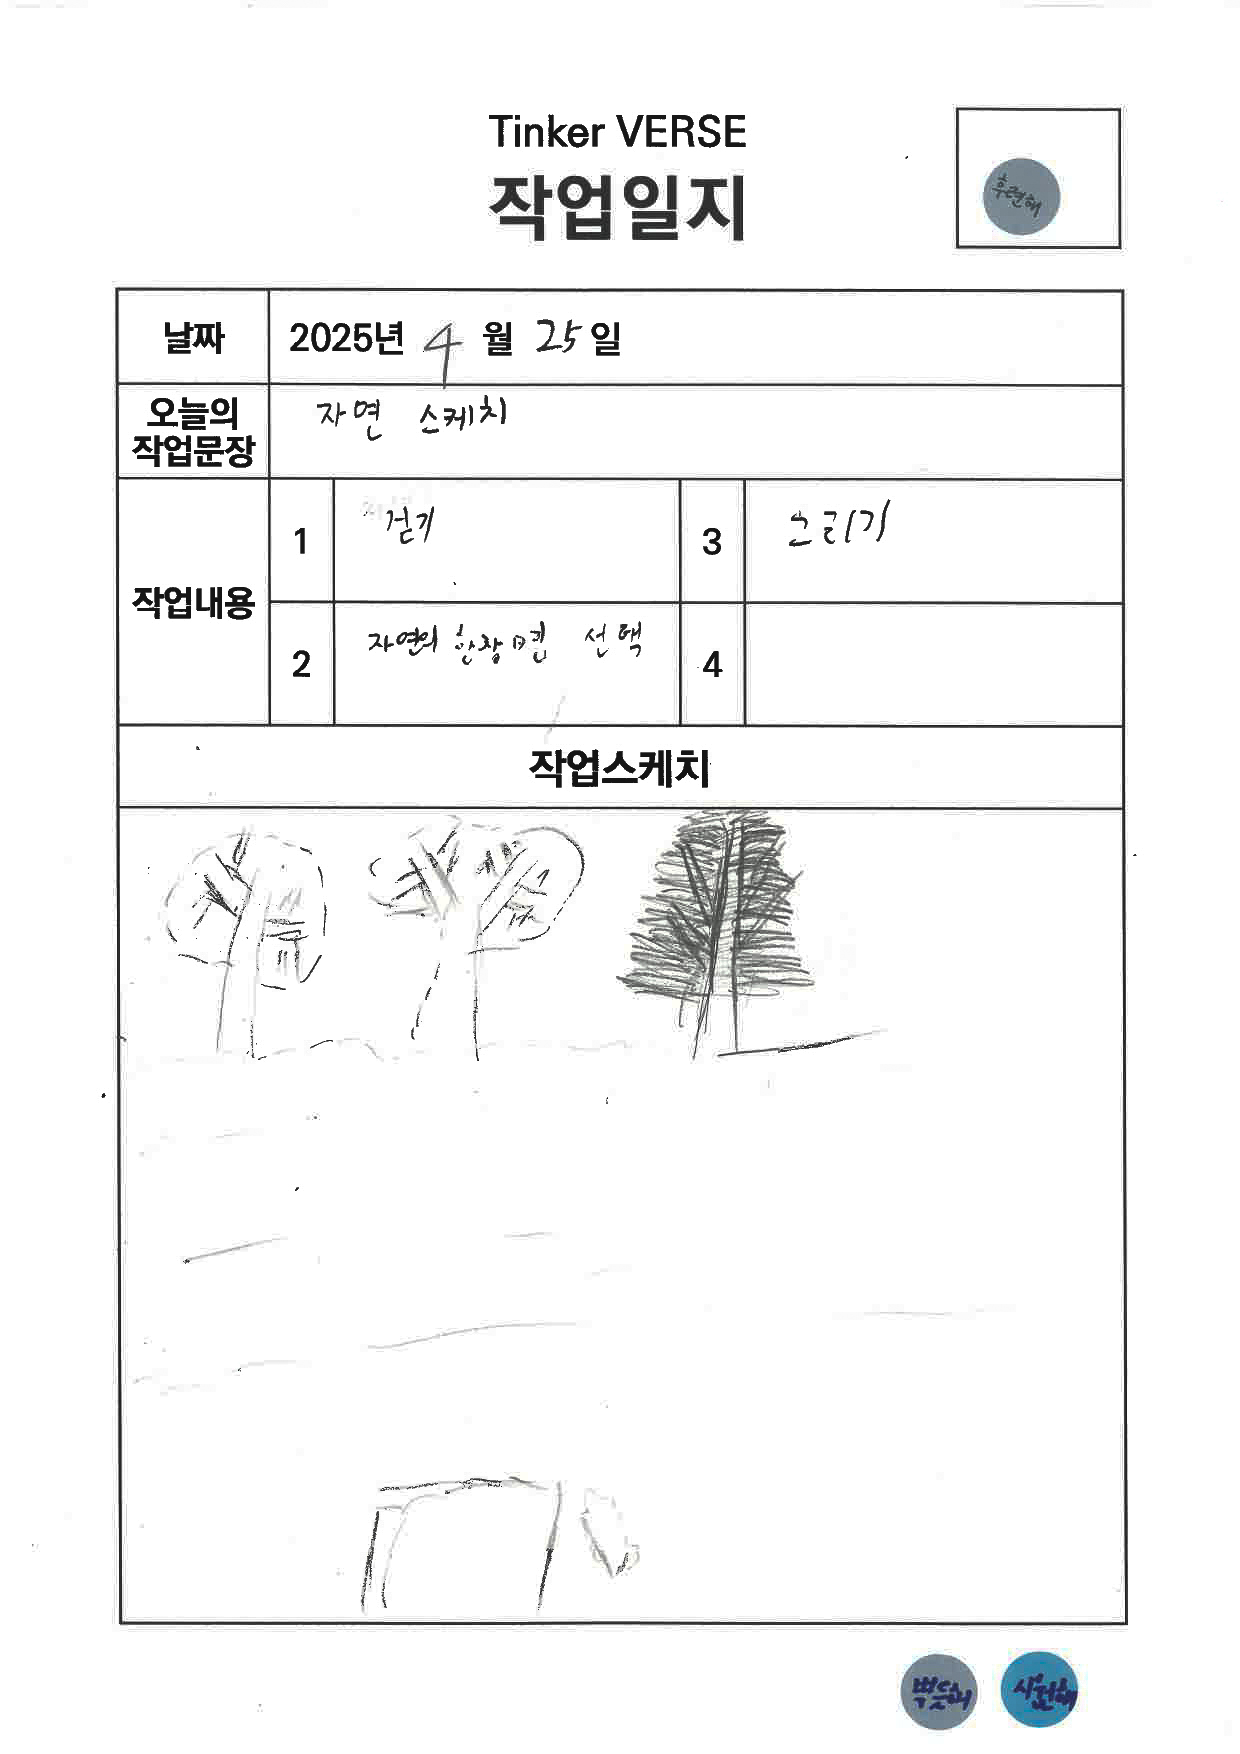 Tinker VERSE
작업일지
후련해
날짜
2025년 4월 25일
오늘의
작업문장
자연 스케치
작업내용
1
걷기
3
그리기
2
자연의 한장면 선택
4
작업스케치
뿌듯해
시원해